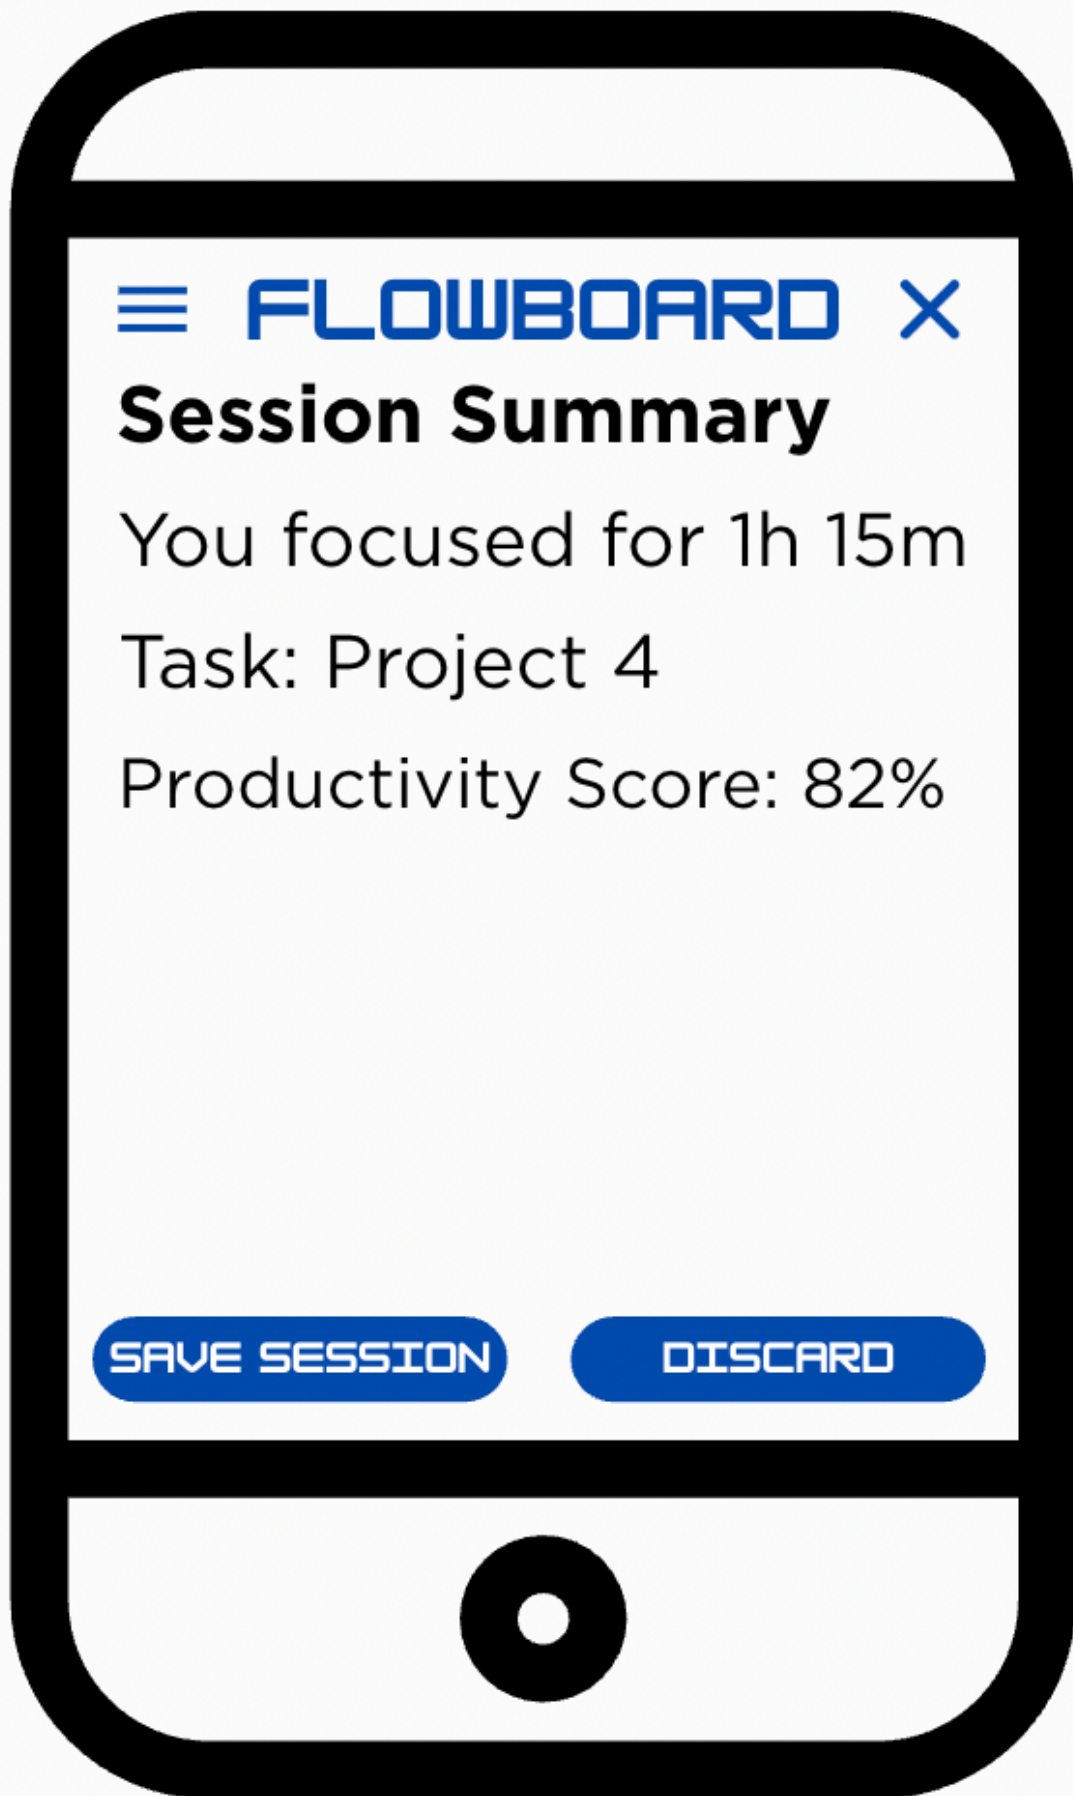 FLOWBOARD
Session Summary
You focused for 1h 15m
Task: Project 4
Productivity Score: 82%
SAVE SESSION
DISCARD